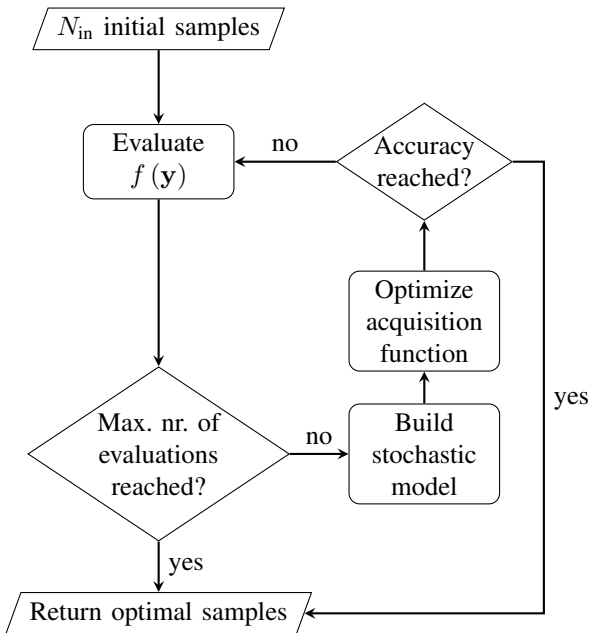 N_in initial samples
Evaluate
f (y)
no
Accuracy
reached?
Optimize
acquisition
function
yes
Max. nr. of
evaluations
reached?
no
Build
stochastic
model
yes
Return optimal samples